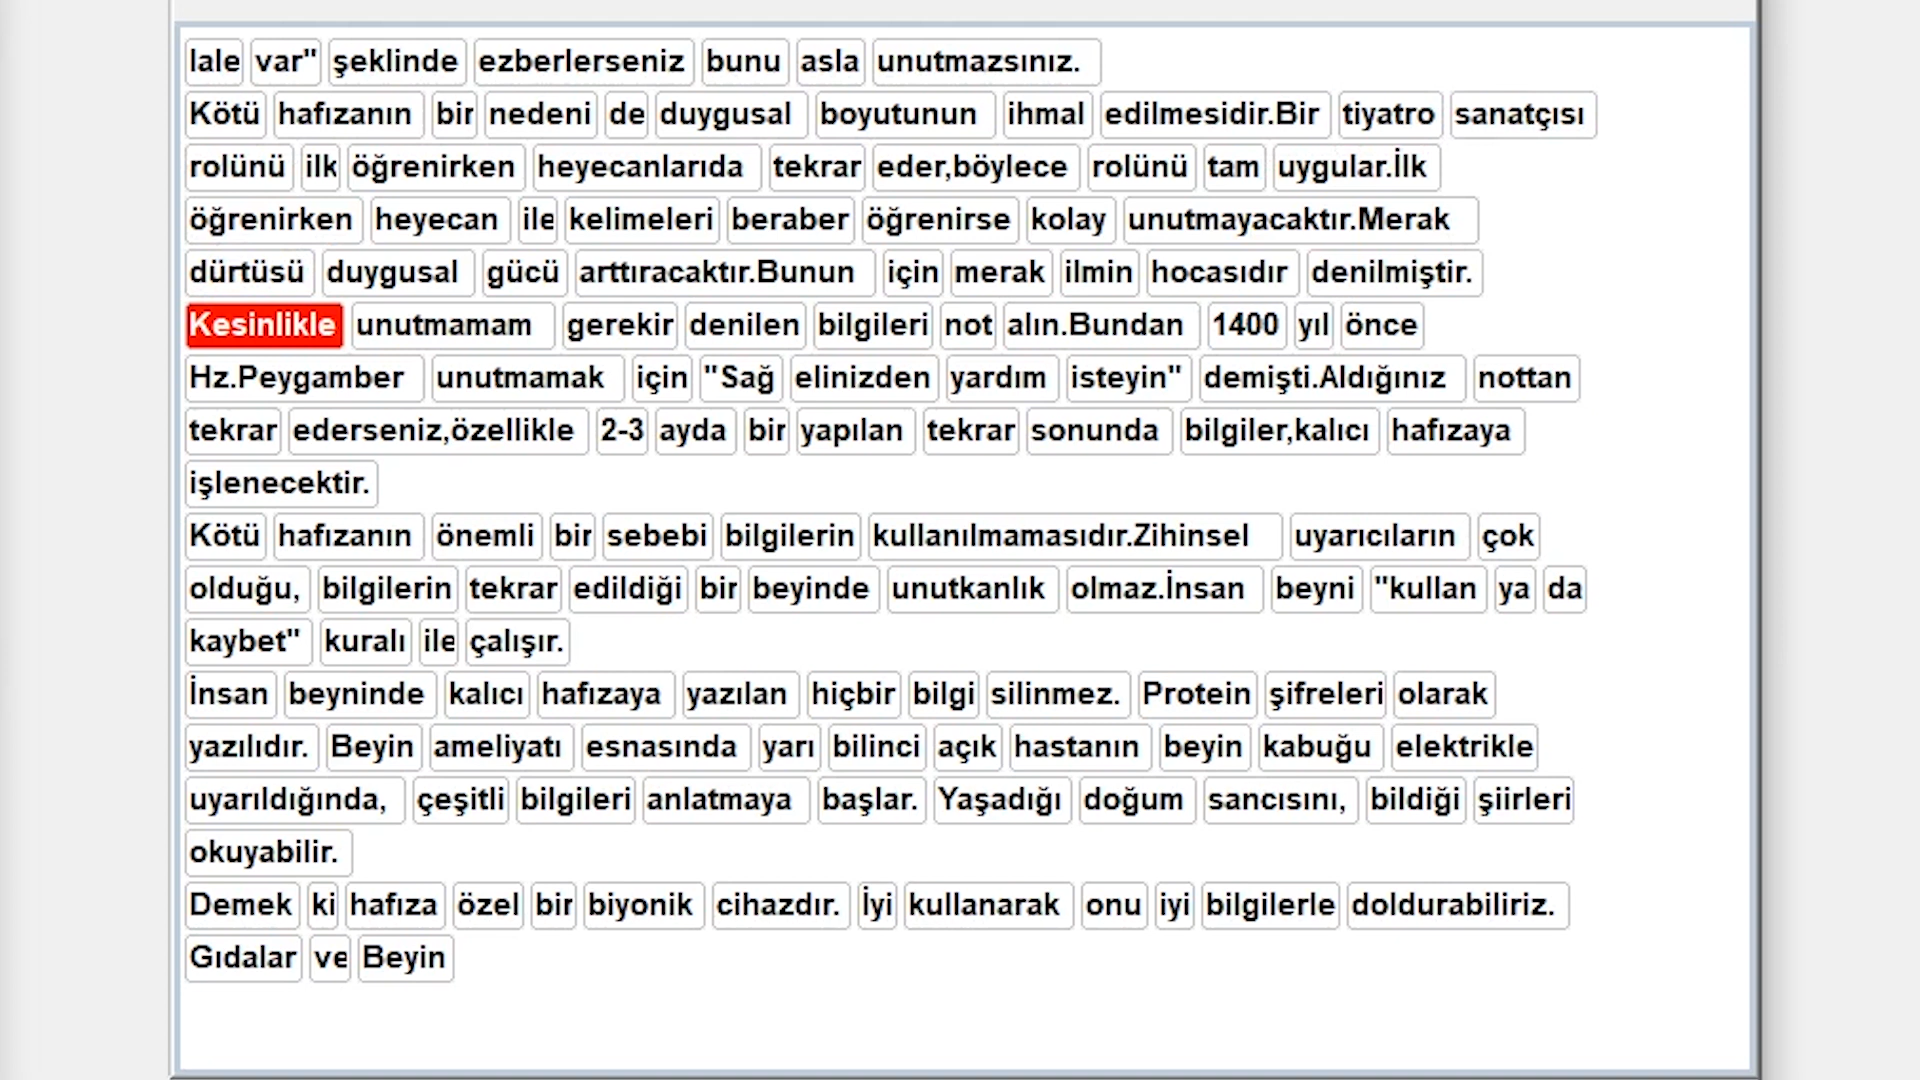 lale var" şeklinde ezberlerseniz bunu asla unutmazsınız.
Kötü hafızanın bir nedeni de duygusal boyutunun ihmal edilmesidir.Bir tiyatro sanatçısı
rolünü ilk öğrenirken heyecanlarıda tekrar eder,böylece rolünü tam uygular.İlk
öğrenirken heyecan ile kelimeleri beraber öğrenirse kolay unutmayacaktır.Merak
dürtüsü duygusal gücü arttıracaktır.Bunun için merak ilmin hocasıdır denilmiştir.
Kesinlikle unutmamam gerekir denilen bilgileri not alın.Bundan 1400 yıl önce
Hz.Peygamber unutmamak için "Sağ elinizden yardım isteyin" demişti.Aldığınız nottan
tekrar ederseniz,özellikle 2-3 ayda bir yapılan tekrar sonunda bilgiler,kalıcı hafızaya
işlenecektir.
Kötü hafızanın önemli bir sebebi bilgilerin kullanılmamasıdır.Zihinsel uyarıcıların çok
olduğu, bilgilerin tekrar edildiği bir beyinde unutkanlık olmaz.İnsan beyni "kullan ya da
kaybet" kuralı ile çalışır.
İnsan beyninde kalıcı hafızaya yazılan hiçbir bilgi silinmez. Protein şifreleri olarak
yazılıdır. Beyin ameliyatı esnasında yarı bilinci açık hastanın beyin kabuğu elektrikle
uyarıldığında, çeşitli bilgileri anlatmaya başlar. Yaşadığı doğum sancısını, bildiği şiirleri
okuyabilir.
Demek ki hafıza özel bir biyonik cihazdır. İyi kullanarak onu iyi bilgilerle doldurabiliriz.
Gıdalar ve Beyin